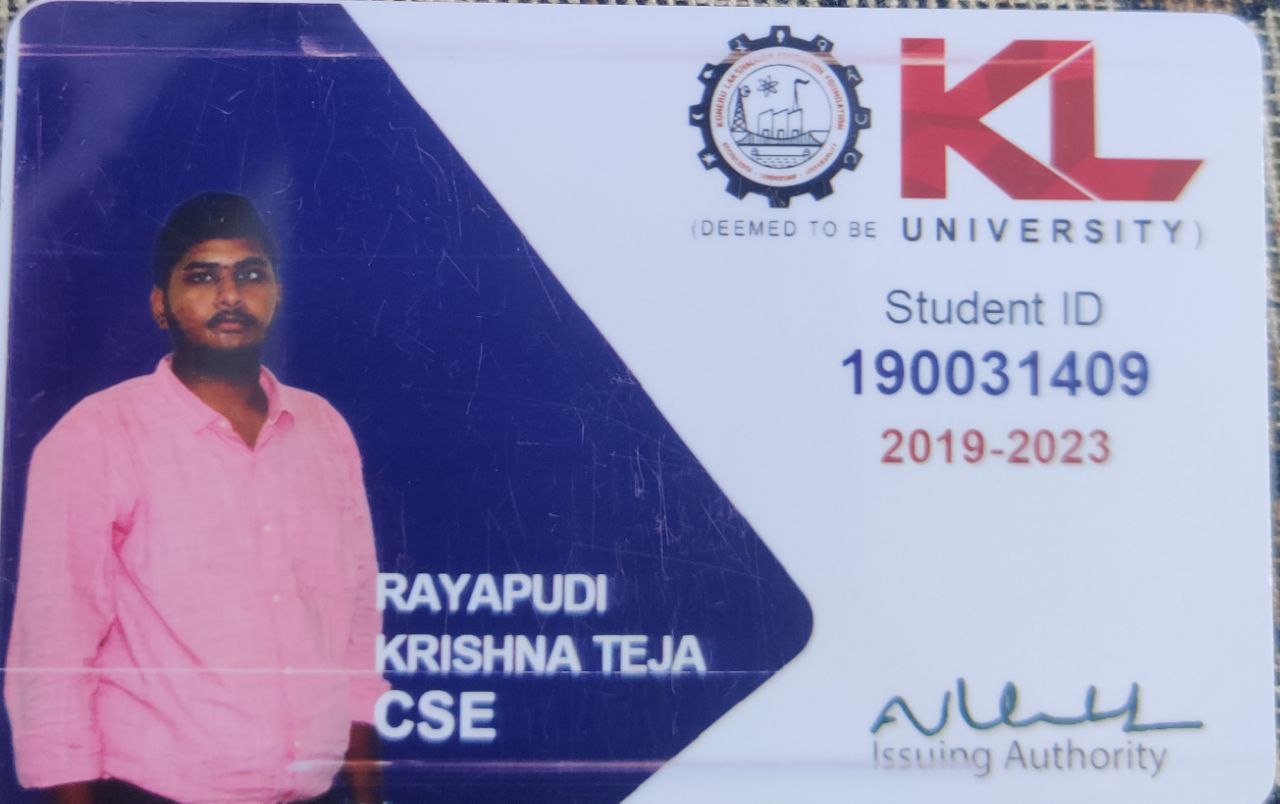 KONERU LAKSHMAIAH EDUCATION FOUNDATION
KL
(DEEMED TO BE UNIVERSITY)
Student ID
190031409
2019-2023
RAYAPUDI
KRISHNA TEJA
CSE
Issuing Authority